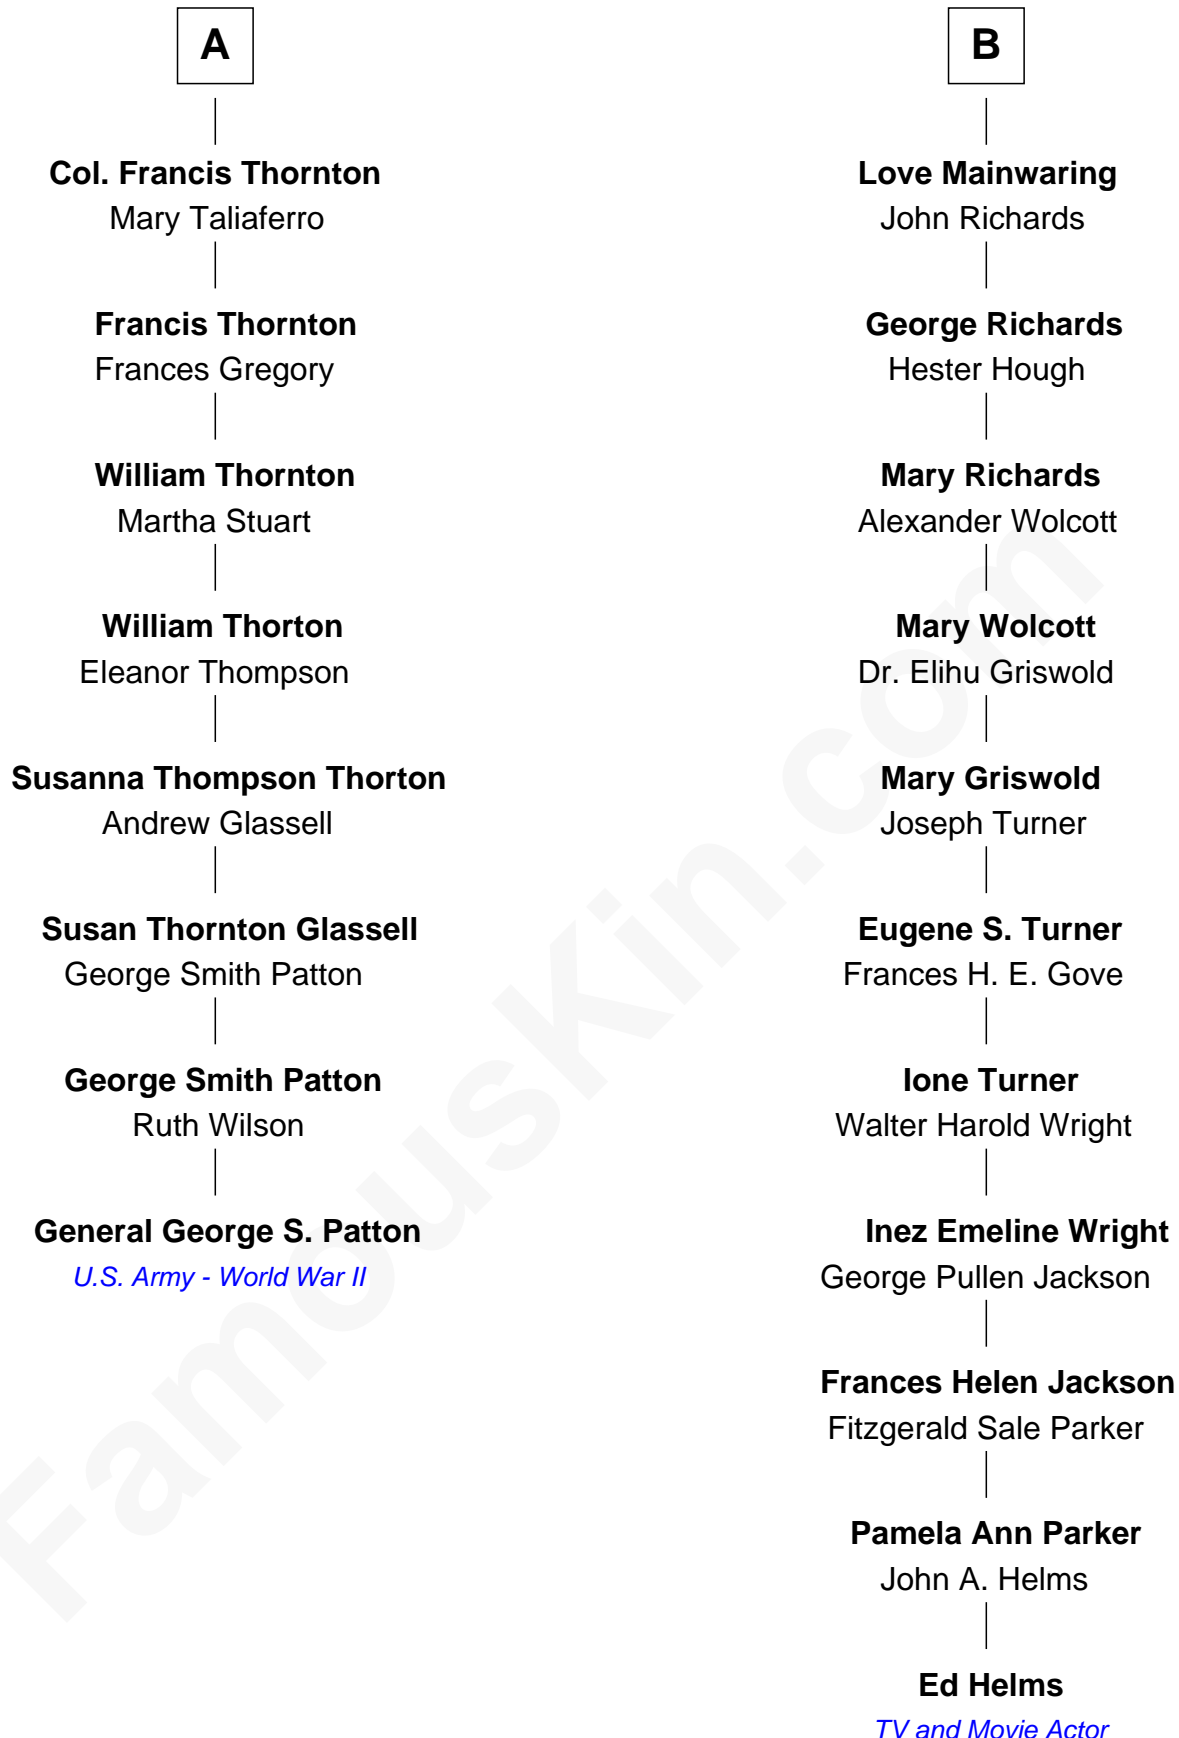 A
Col. Francis Thornton
Mary Taliaferro
Francis Thornton
Frances Gregory
William Thornton
Martha Stuart
William Thorton
Eleanor Thompson
Susanna Thompson Thorton
Andrew Glassell
Susan Thornton Glassell
George Smith Patton
George Smith Patton
Ruth Wilson
General George S. Patton
U.S. Army - World War II
B
Love Mainwaring
John Richards
George Richards
Hester Hough
Mary Richards
Alexander Wolcott
Mary Wolcott
Dr. Elihu Griswold
Mary Griswold
Joseph Turner
Eugene S. Turner
Frances H. E. Gove
Ione Turner
Walter Harold Wright
Inez Emeline Wright
George Pullen Jackson
Frances Helen Jackson
Fitzgerald Sale Parker
Pamela Ann Parker
John A. Helms
Ed Helms
TV and Movie Actor
FamousKin.com